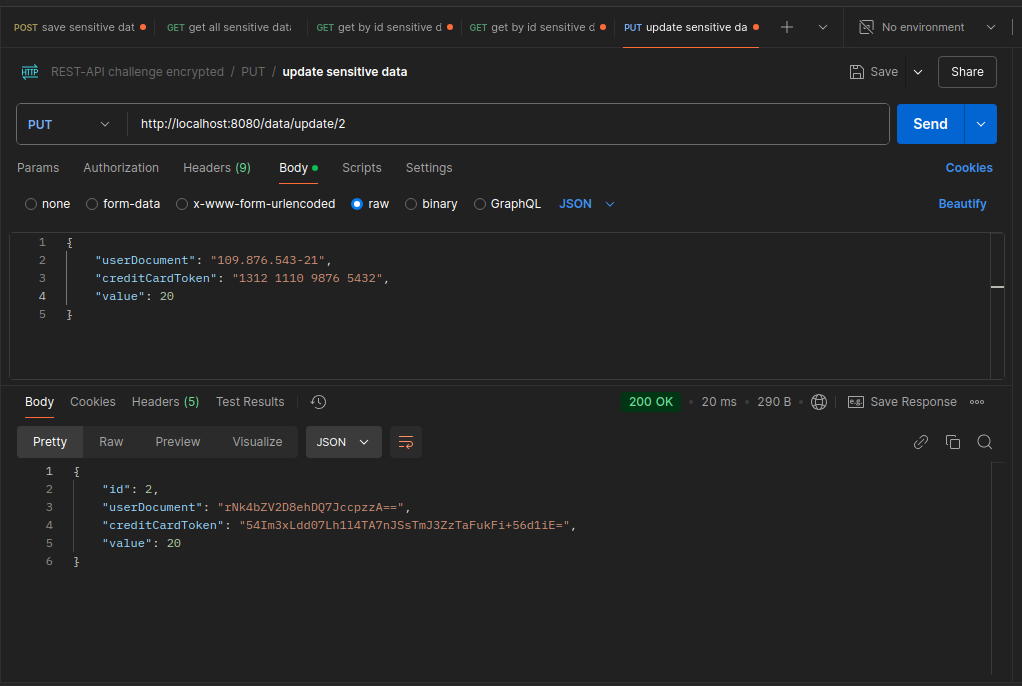 POST save sensitive dat GET get all sensitive data GET get by id sensitive d GET get by id sensitive d PUT update sensitive da No environment
HTTP REST-API challenge encrypted / PUT / update sensitive data Save Share
PUT http://localhost:8080/data/update/2 Send
Params Authorization Headers (9) Body Scripts Settings Cookies
none form-data x-www-form-urlencoded raw binary GraphQL JSON Beautify
1 {
2 "userDocument": "109.876.543-21",
3 "creditCardToken": "1312 1110 9876 5432",
4 "value": 20
5 }
Body Cookies Headers (5) Test Results 200 OK 20 ms 290 B e.g. Save Response
Pretty Raw Preview Visualize JSON
1 {
2 "id": 2,
3 "userDocument": "rNk4bZV2D8ehDQ7JccpzzA==",
4 "creditCardToken": "54Im3xLdd07Lh1l4TA7nJSsTmJ3ZzTaFukFi+56d1iE=",
5 "value": 20
6 }